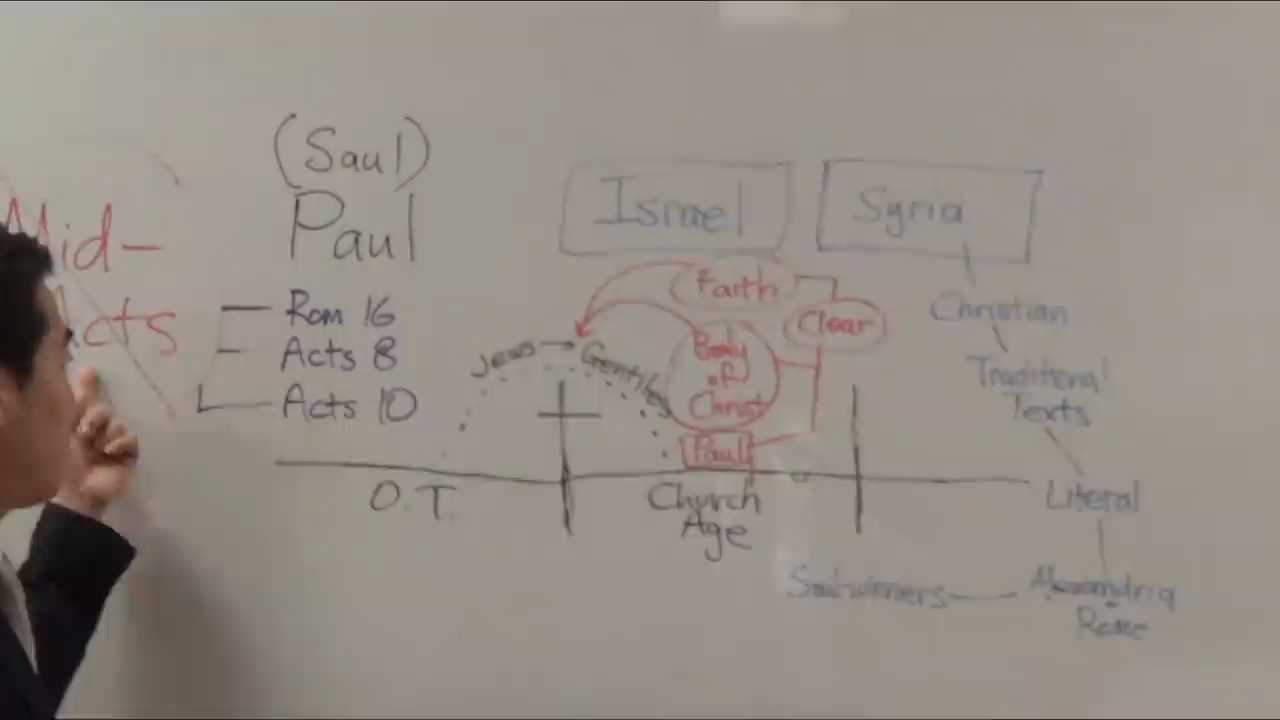 Mid-
Acts
(Saul)
Paul
Rom 16
Acts 8
Acts 10
Israel
Syria
Faith
Clear
Jews → Gentiles
Body
of
Christ
Paul
O.T.
Church
Age
Christian
Traditional
Texts
Literal
Alexandria
Rome
Soulwinners